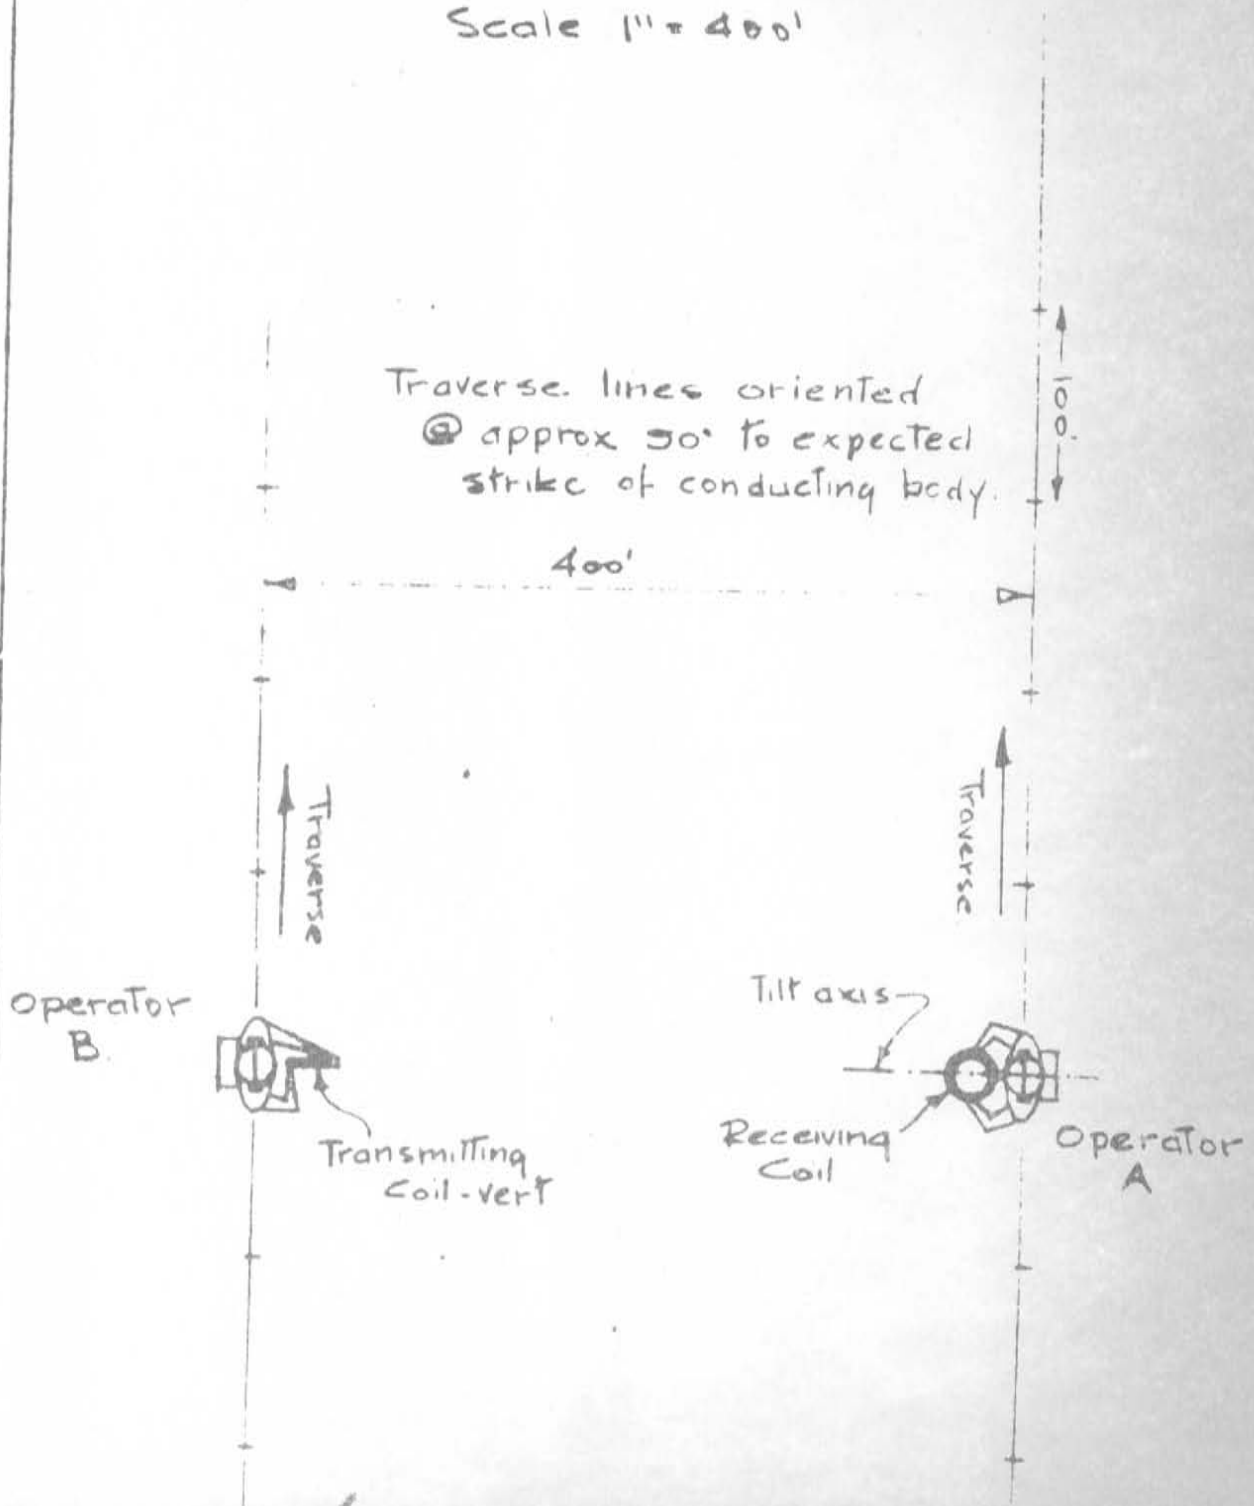 Scale 1" = 400'
Traverse lines oriented
@ approx 90° to expected
strike of conducting body.
100'
400'
Traverse
Traverse
Operator
B.
Tilt axis
Transmitting
Coil-vert
Receiving
Coil
Operator
A